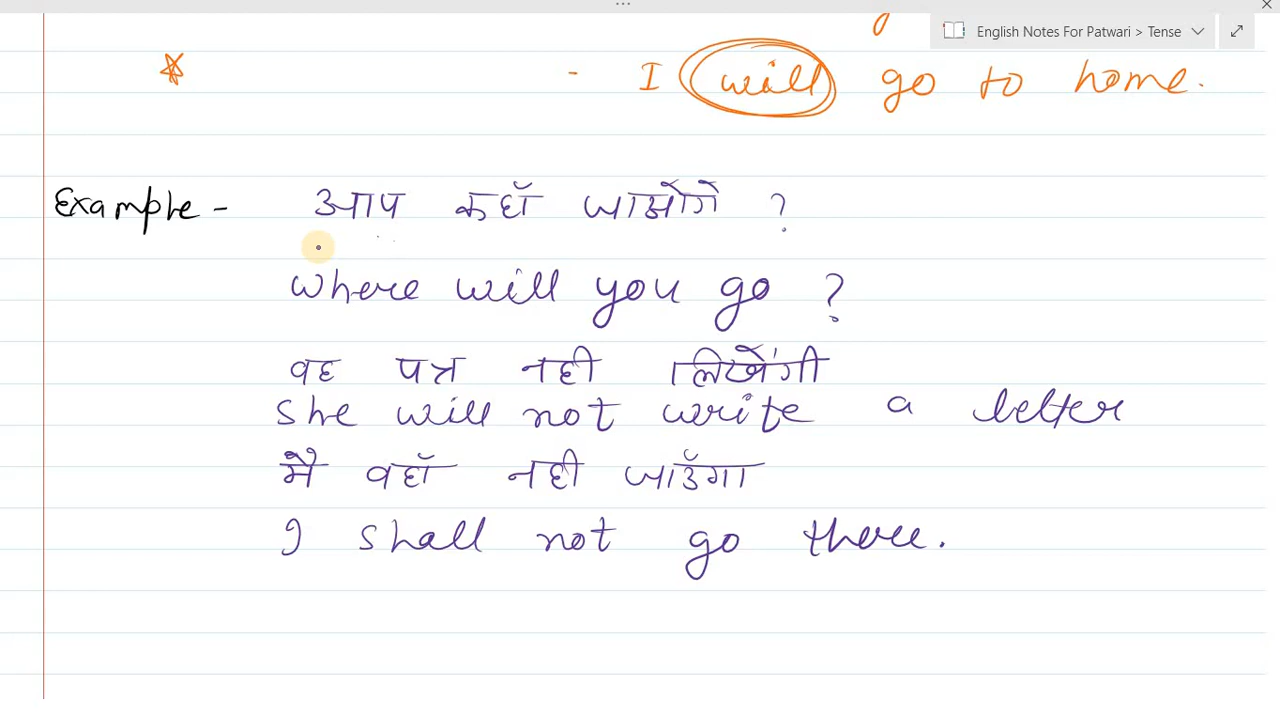 English Notes For Patwari > Tense
- I will go to home.
Example - आप कहाँ जाओगे ?
Where will you go ?
वह पत्र नही लिखेंगी
She will not write a letter
मै वहाँ नही जाउँगा
I shall not go there.